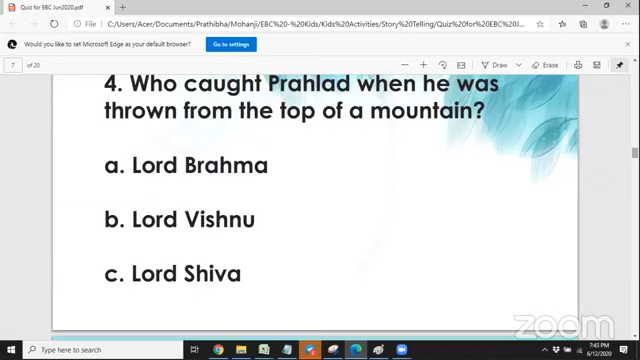 Quiz for EBC Jun2020.pdf
File
C:/Users/Acer/Documents/Prathibha/Mohanji/EBC%20-%20Kids/Kids%20Activities/Story%20Telling/Quiz%20for%20EBC%20J...
Would you like to set Microsoft Edge as your default browser?
Go to settings
7 of 20
Draw
Erase
4. Who caught Prahlad when he was
thrown from the top of a mountain?
a. Lord Brahma
b. Lord Vishnu
c. Lord Shiva
zoom
Type here to search
7:43 PM
6/12/2020